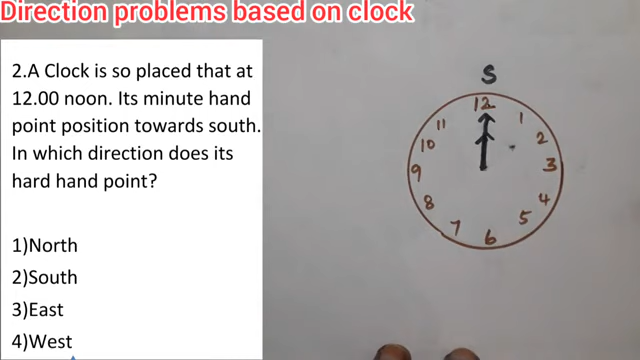 Direction problems based on clock
2.A Clock is so placed that at
12.00 noon. Its minute hand
point position towards south.
In which direction does its
hard hand point?
1)North
2)South
3)East
4)West
S
12
11
1
10
2
9
3
8
4
7
5
6